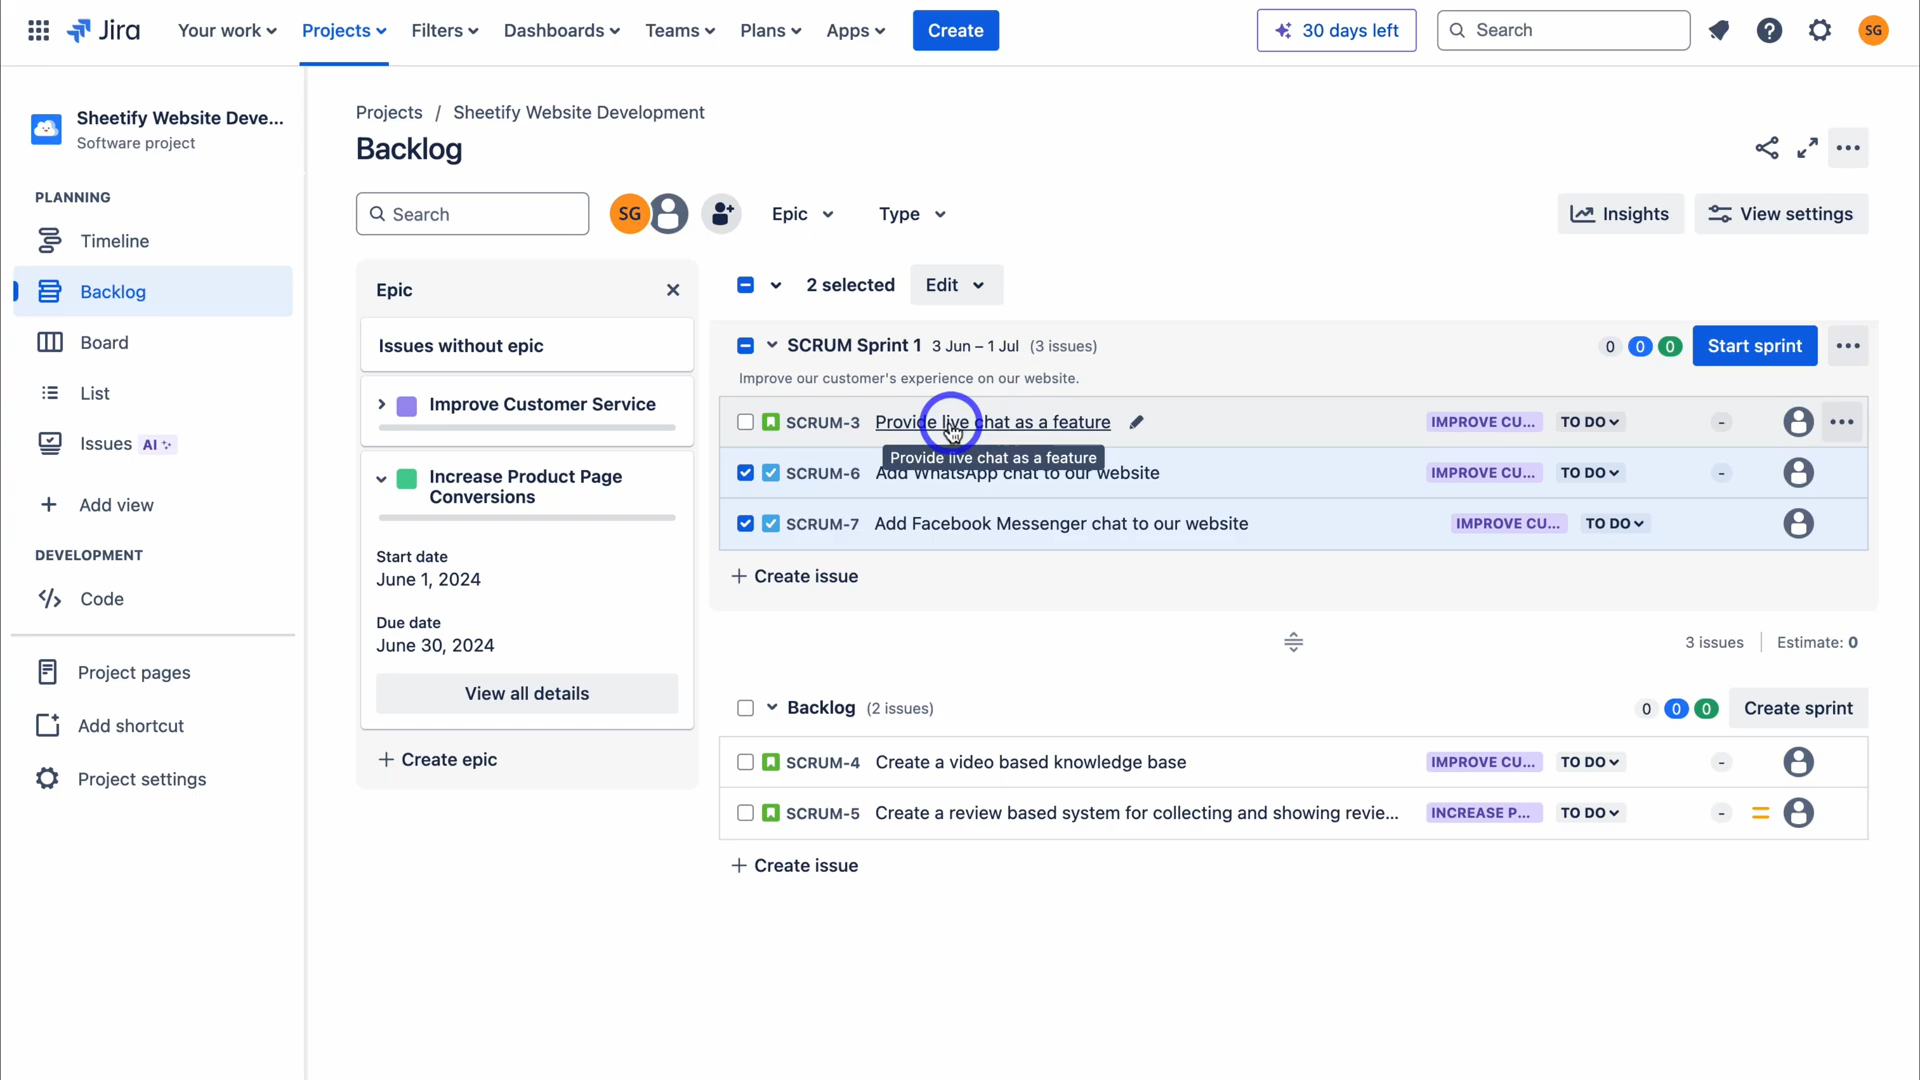 Jira
Your work
Projects
Filters
Dashboards
Teams
Plans
Apps
Create
30 days left
Search
SG
Sheetify Website Deve...
Software project
PLANNING
Timeline
Backlog
Board
List
Issues AI
Add view
DEVELOPMENT
Code
Project pages
Add shortcut
Project settings
Projects / Sheetify Website Development
Backlog
Search
SG
Epic
Type
Insights
View settings
Epic
Issues without epic
Improve Customer Service
Increase Product Page
Conversions
Start date
June 1, 2024
Due date
June 30, 2024
View all details
+ Create epic
2 selected
Edit
SCRUM Sprint 1 3 Jun – 1 Jul (3 issues)
0 0 0
Start sprint
Improve our customer's experience on our website.
SCRUM-3 Provide live chat as a feature IMPROVE CU... TO DO -
Provide live chat as a feature
SCRUM-6 Add WhatsApp chat to our website IMPROVE CU... TO DO -
SCRUM-7 Add Facebook Messenger chat to our website IMPROVE CU... TO DO
+ Create issue
3 issues Estimate: 0
Backlog (2 issues)
0 0 0
Create sprint
SCRUM-4 Create a video based knowledge base IMPROVE CU... TO DO -
SCRUM-5 Create a review based system for collecting and showing revie... INCREASE P... TO DO -
+ Create issue